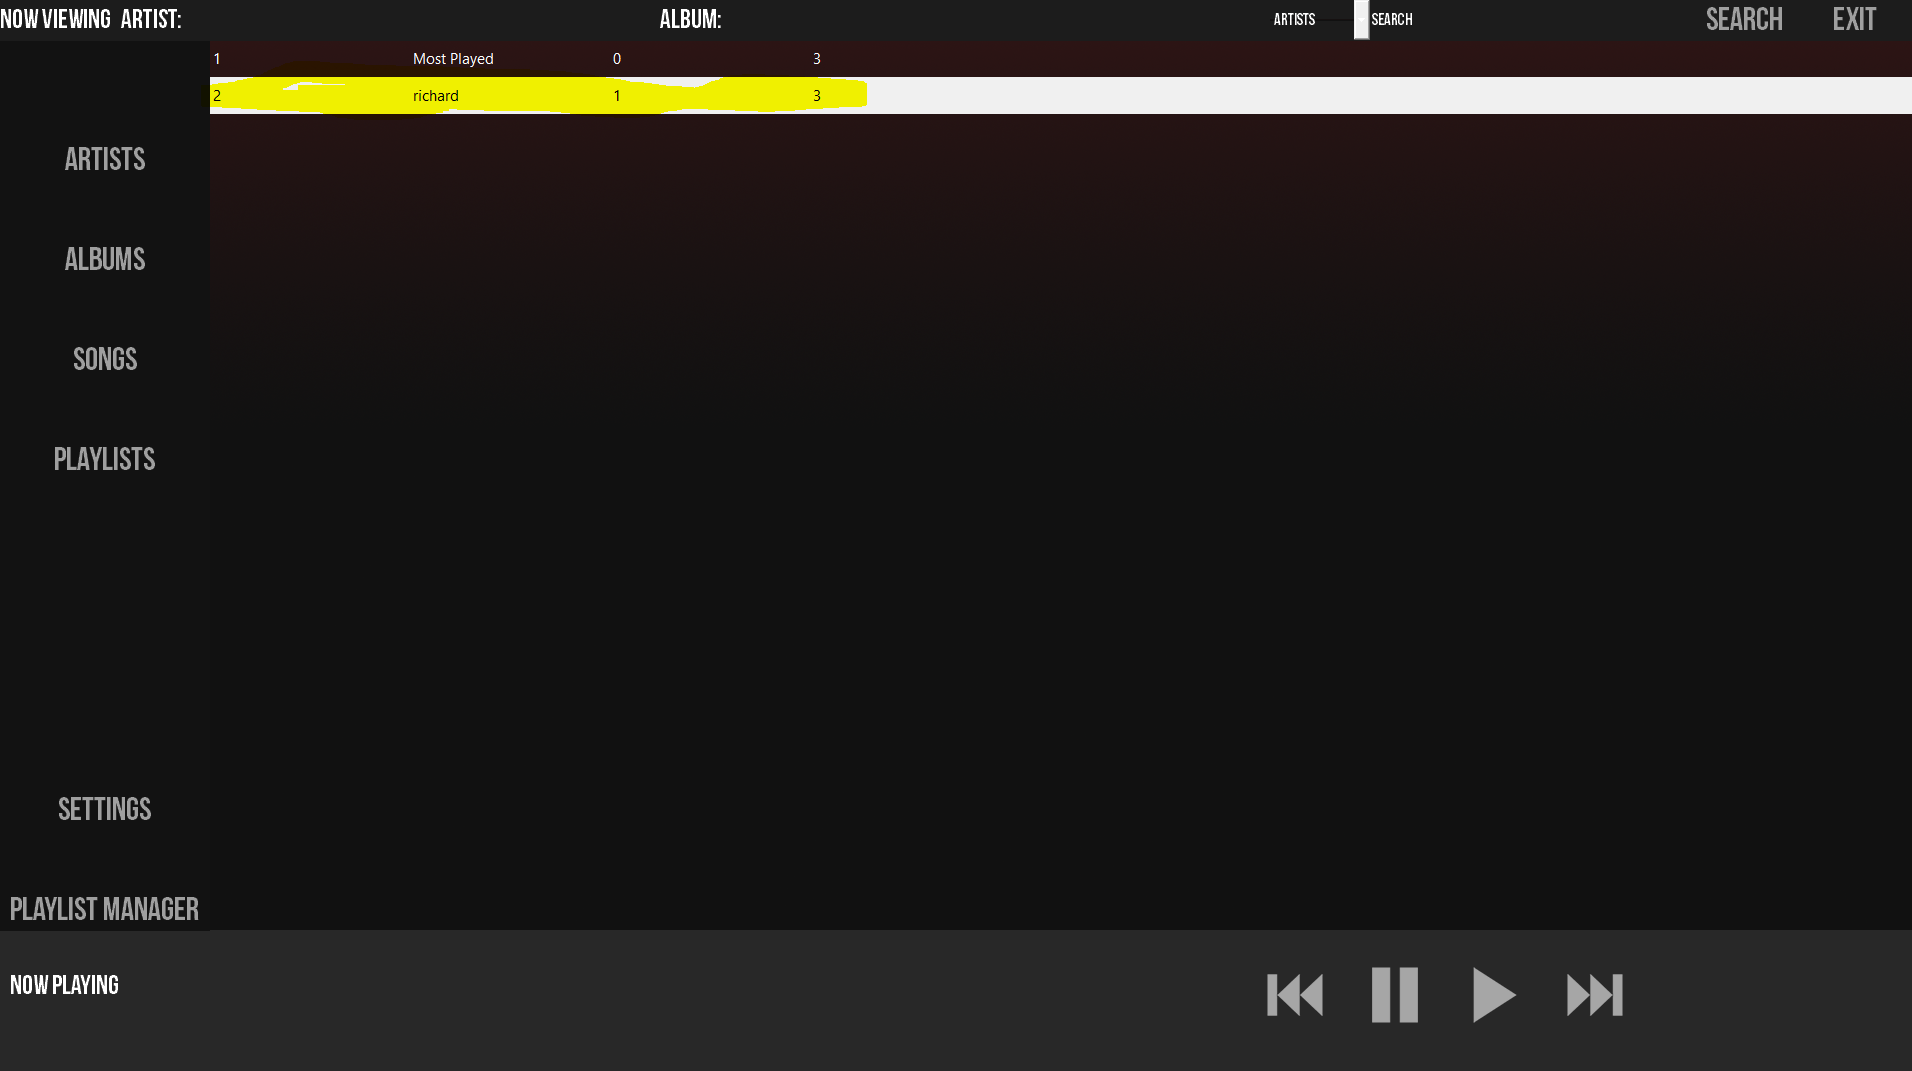 NOW VIEWING ARTIST: ALBUM: ARTISTS SEARCH SEARCH EXIT
1 Most Played 0 3
2 richard 1 3
ARTISTS
ALBUMS
SONGS
PLAYLISTS
SETTINGS
PLAYLIST MANAGER
NOW PLAYING